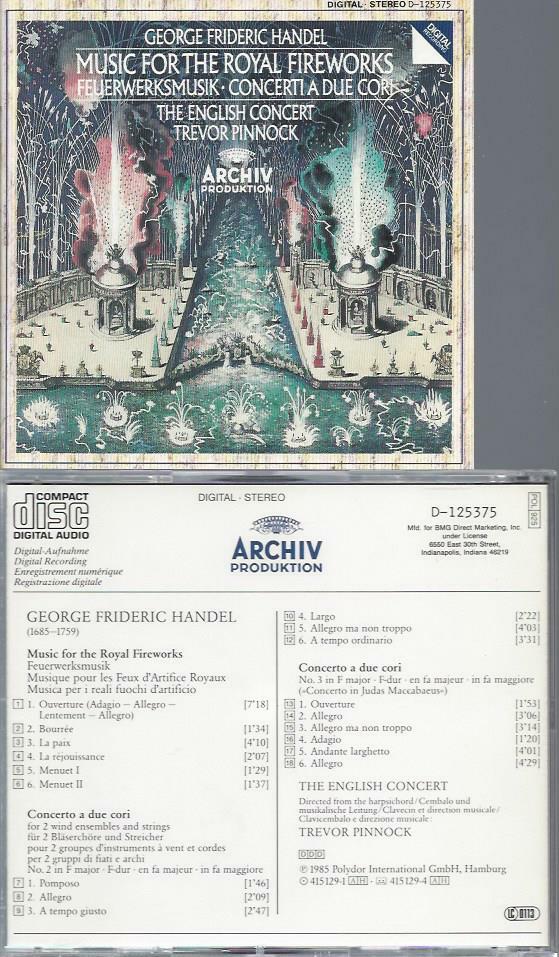 DIGITAL · STEREO D-125375
GEORGE FRIDERIC HANDEL
MUSIC FOR THE ROYAL FIREWORKS
FEUERWERKSMUSIK · CONCERTI A DUE CORI
THE ENGLISH CONCERT
TREVOR PINNOCK
DIGITAL
RECORDING
ARCHIV
PRODUKTION
COMPACT
disc
DIGITAL AUDIO
Digital-Aufnahme
Digital Recording
Enregistrement numérique
Registrazione digitale
DIGITAL · STEREO
ARCHIV
PRODUKTION
D-125375
Mfd. for BMG Direct Marketing, Inc.
under License
6550 East 30th Street,
Indianapolis, Indiana 46219
POL 925
GEORGE FRIDERIC HANDEL
(1685–1759)
Music for the Royal Fireworks
Feuerwerksmusik
Musique pour les Feux d'Artifice Royaux
Musica per i reali fuochi d'artificio
1 1. Ouverture (Adagio – Allegro – Lentement – Allegro) [7'18]
2 2. Bourrée [1'34]
3 3. La paix [4'10]
4 4. La réjouissance [2'07]
5 5. Menuet I [1'29]
6 6. Menuet II [1'37]
Concerto a due cori
for 2 wind ensembles and strings
für 2 Bläserchöre und Streicher
pour 2 groupes d'instruments à vent et cordes
per 2 gruppi di fiati e archi
No. 2 in F major · F-dur · en fa majeur · in fa maggiore
7 1. Pomposo [1'46]
8 2. Allegro [2'09]
9 3. A tempo giusto [2'47]
10 4. Largo [2'22]
11 5. Allegro ma non troppo [4'03]
12 6. A tempo ordinario [3'31]
Concerto a due cori
No. 3 in F major · F-dur · en fa majeur · in fa maggiore
(«Concerto in Judas Maccabaeus»)
13 1. Ouverture [1'53]
14 2. Allegro [3'06]
15 3. Allegro ma non troppo [3'14]
16 4. Adagio [1'20]
17 5. Andante larghetto [4'01]
18 6. Allegro [4'29]
THE ENGLISH CONCERT
Directed from the harpsichord/Cembalo und
musikalische Leitung/Clavecin et direction musicale/
Clavicembalo e direzione musicale:
TREVOR PINNOCK
DDD
℗ 1985 Polydor International GmbH, Hamburg
415129-1 AH · 415129-4 AH
LC 0113